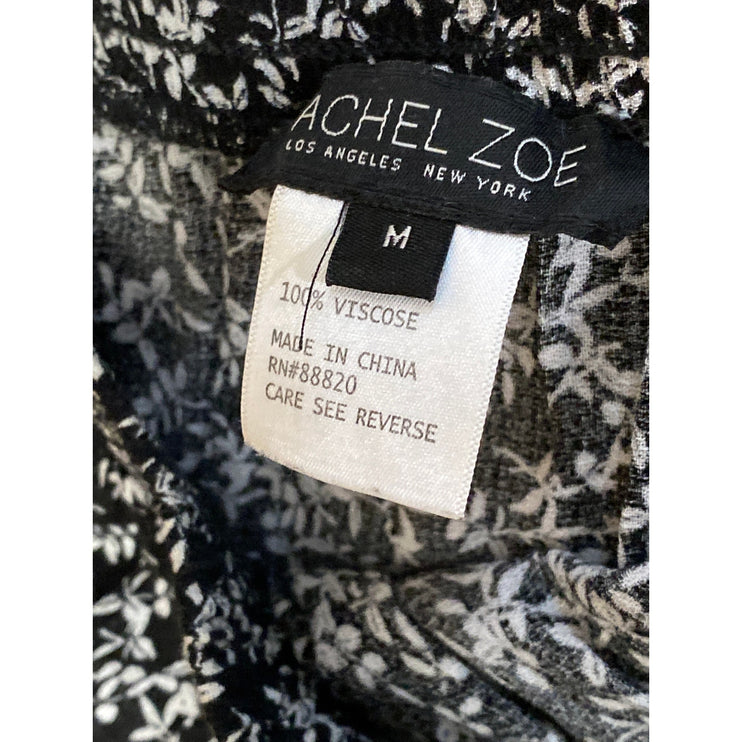 ACHEL ZOE
LOS ANGELES NEW YORK
M
100% VISCOSE
MADE IN CHINA
RN#88820
CARE SEE REVERSE